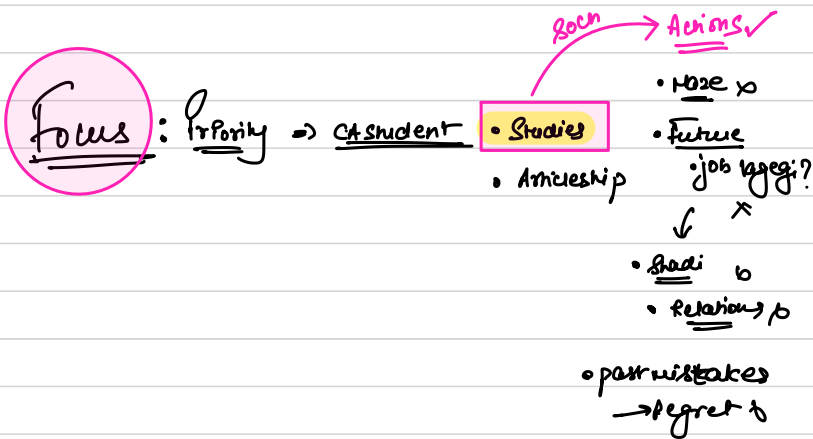 soch
Actions ✓
• Maze x
Focus : Priority ⇒ CA student • Studies
• Future
• job lagegi?
x
• Articleship
↓
• Shadi x
• Relations x
• past mistakes
→ Regret x